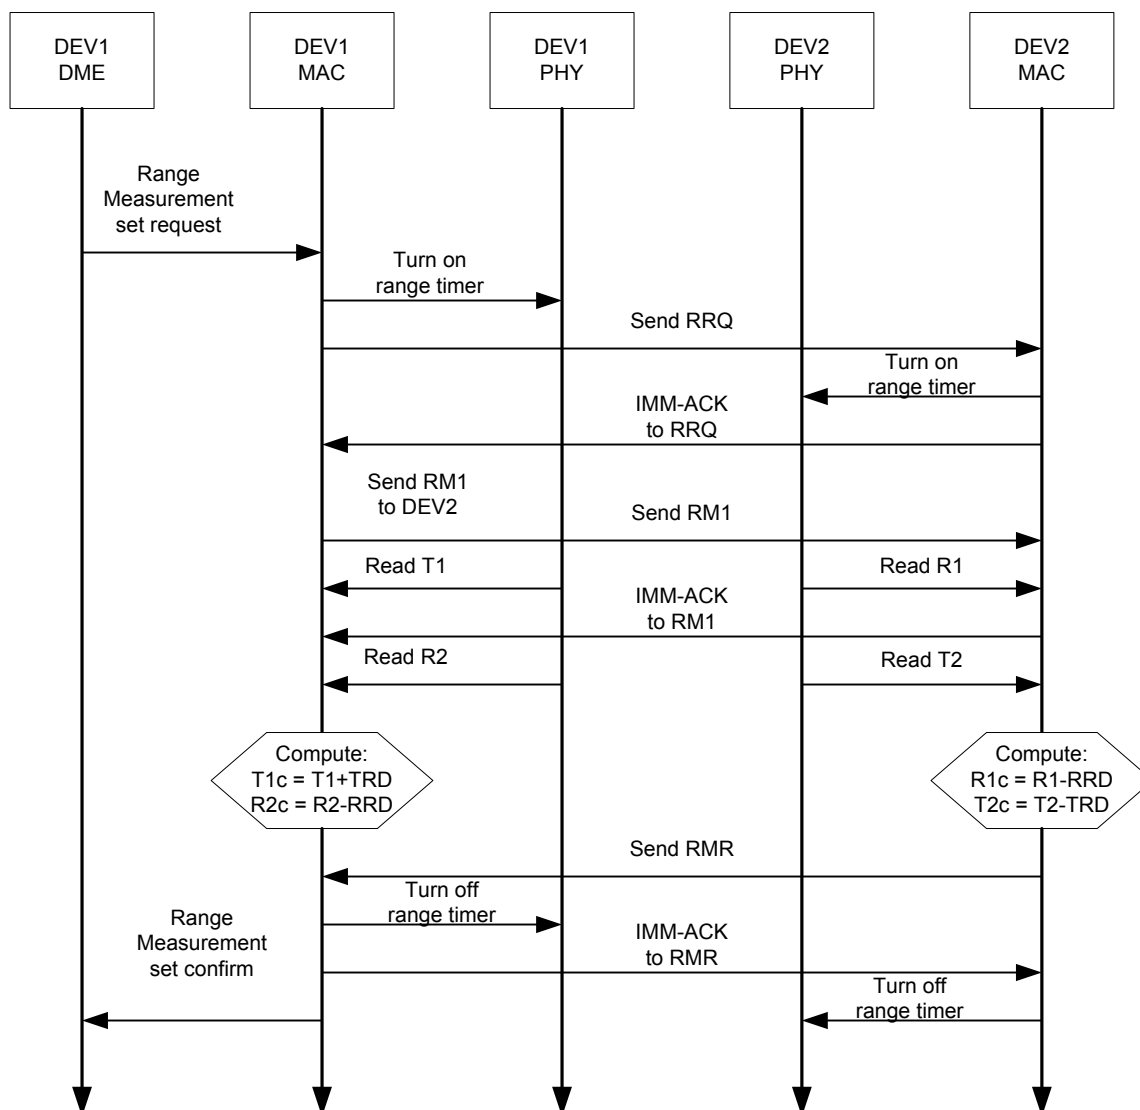 DEV1
DME
DEV1
MAC
DEV1
PHY
DEV2
PHY
DEV2
MAC
Range
Measurement
set request
Turn on
range timer
Send RRQ
Turn on
range timer
IMM-ACK
to RRQ
Send RM1
to DEV2
Send RM1
Read T1
Read R1
IMM-ACK
to RM1
Read R2
Read T2
Compute:
T1c = T1+TRD
R2c = R2-RRD
Compute:
R1c = R1-RRD
T2c = T2-TRD
Send RMR
Turn off
range timer
Range
Measurement
set confirm
IMM-ACK
to RMR
Turn off
range timer